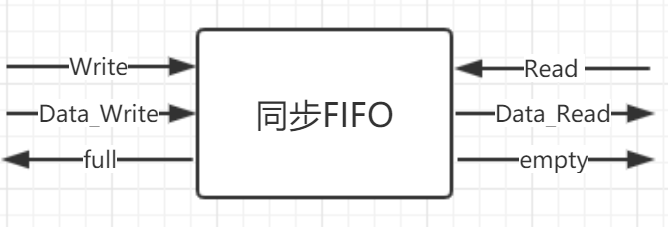 Write
Data_Write
full
同步FIFO
Read
Data_Read
empty